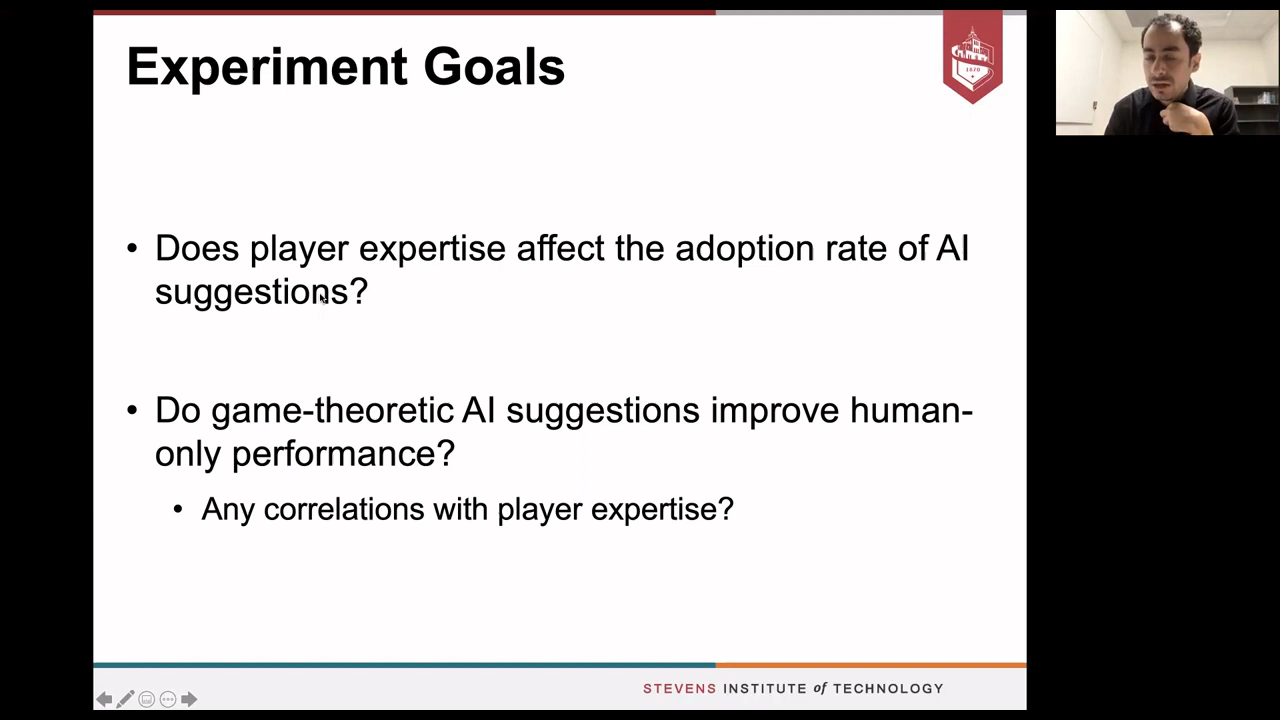 Experiment Goals
1870
• Does player expertise affect the adoption rate of AI
suggestions?
• Do game-theoretic AI suggestions improve human-
only performance?
• Any correlations with player expertise?
STEVENS INSTITUTE of TECHNOLOGY